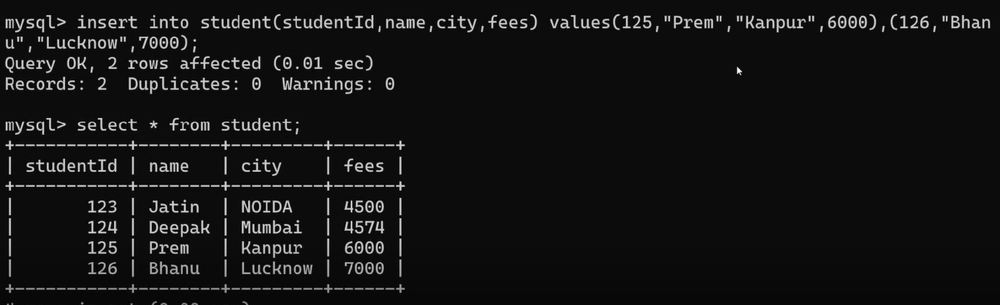 mysql> insert into student(studentId,name,city,fees) values(125,"Prem","Kanpur",6000),(126,"Bhan
u","Lucknow",7000);
Query OK, 2 rows affected (0.01 sec)
Records: 2  Duplicates: 0  Warnings: 0
mysql> select * from student;
+-----------+--------+---------+------+
| studentId | name   | city    | fees |
+-----------+--------+---------+------+
|       123 | Jatin  | NOIDA   | 4500 |
|       124 | Deepak | Mumbai  | 4574 |
|       125 | Prem   | Kanpur  | 6000 |
|       126 | Bhanu  | Lucknow | 7000 |
+-----------+--------+---------+------+